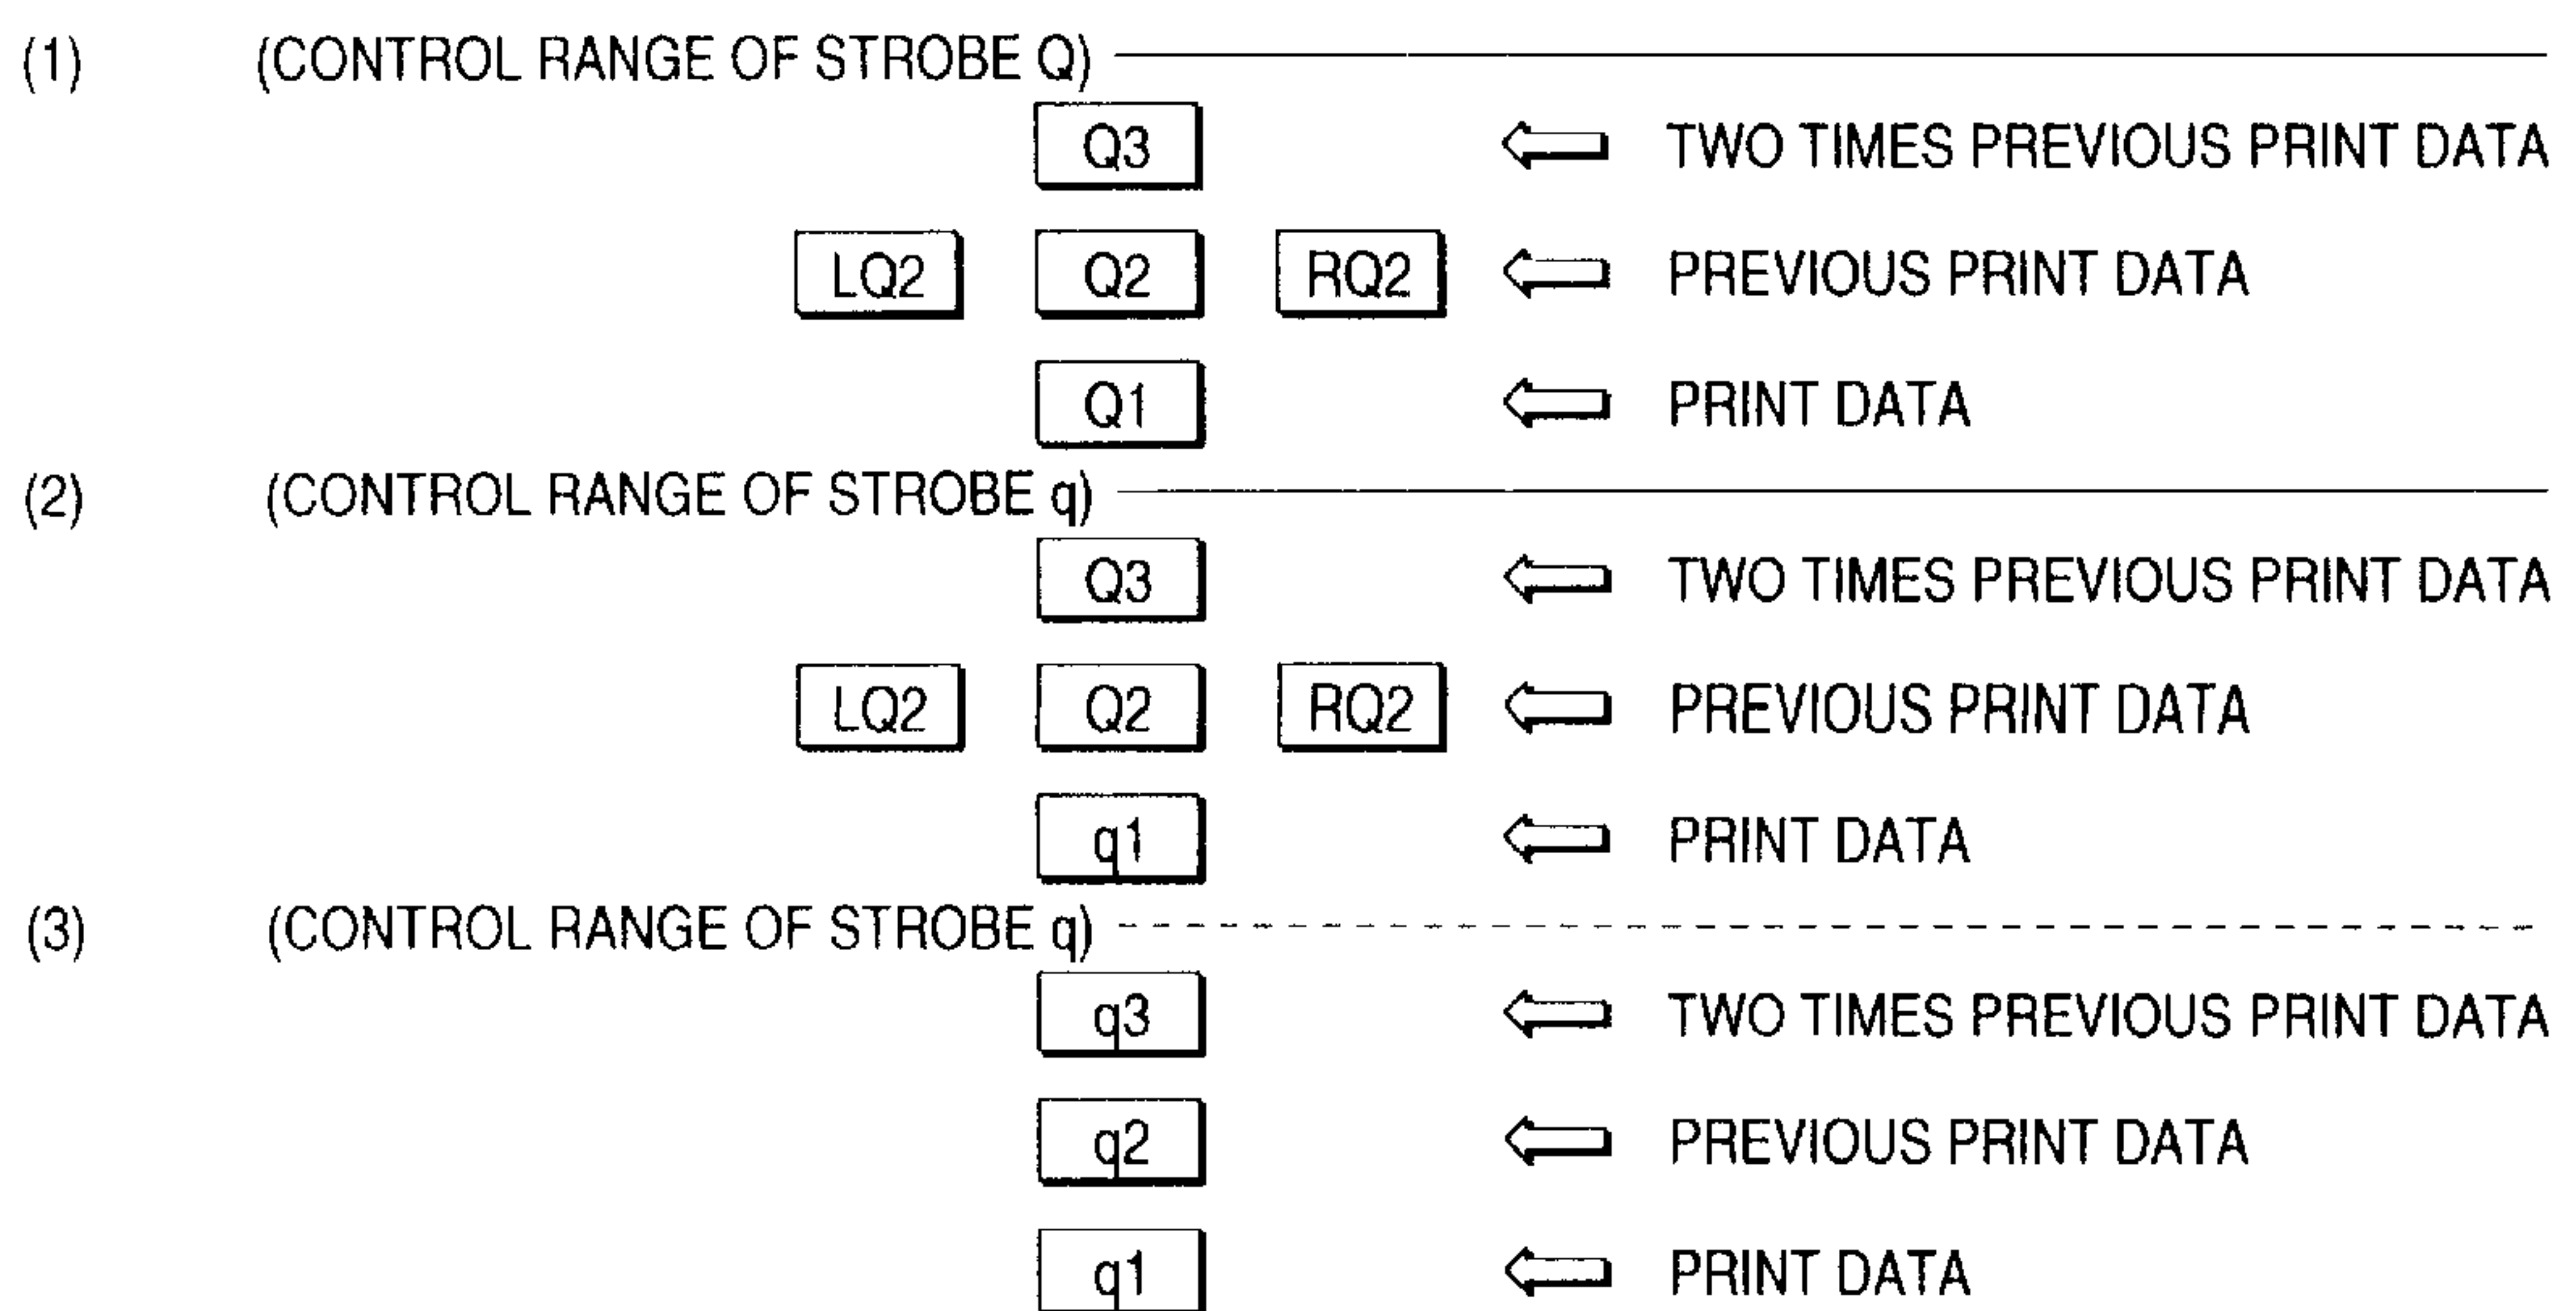 (1) (CONTROL RANGE OF STROBE Q)
Q3 TWO TIMES PREVIOUS PRINT DATA
LQ2 Q2 RQ2 PREVIOUS PRINT DATA
Q1 PRINT DATA
(2) (CONTROL RANGE OF STROBE q)
Q3 TWO TIMES PREVIOUS PRINT DATA
LQ2 Q2 RQ2 PREVIOUS PRINT DATA
q1 PRINT DATA
(3) (CONTROL RANGE OF STROBE q)
q3 TWO TIMES PREVIOUS PRINT DATA
q2 PREVIOUS PRINT DATA
q1 PRINT DATA